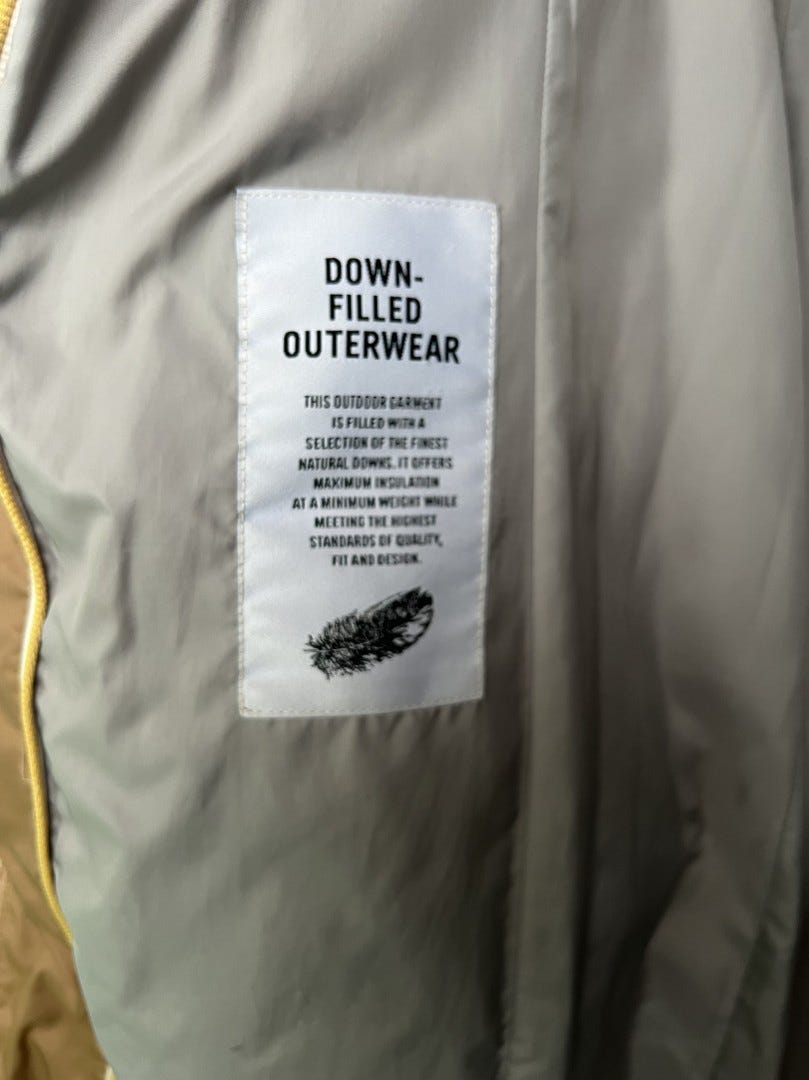 DOWN-
FILLED
OUTERWEAR
THIS OUTDOOR GARMENT
IS FILLED WITH A
SELECTION OF THE FINEST
NATURAL DOWNS. IT OFFERS
MAXIMUM INSULATION
AT A MINIMUM WEIGHT WHILE
MEETING THE HIGHEST
STANDARDS OF QUALITY,
FIT AND DESIGN.